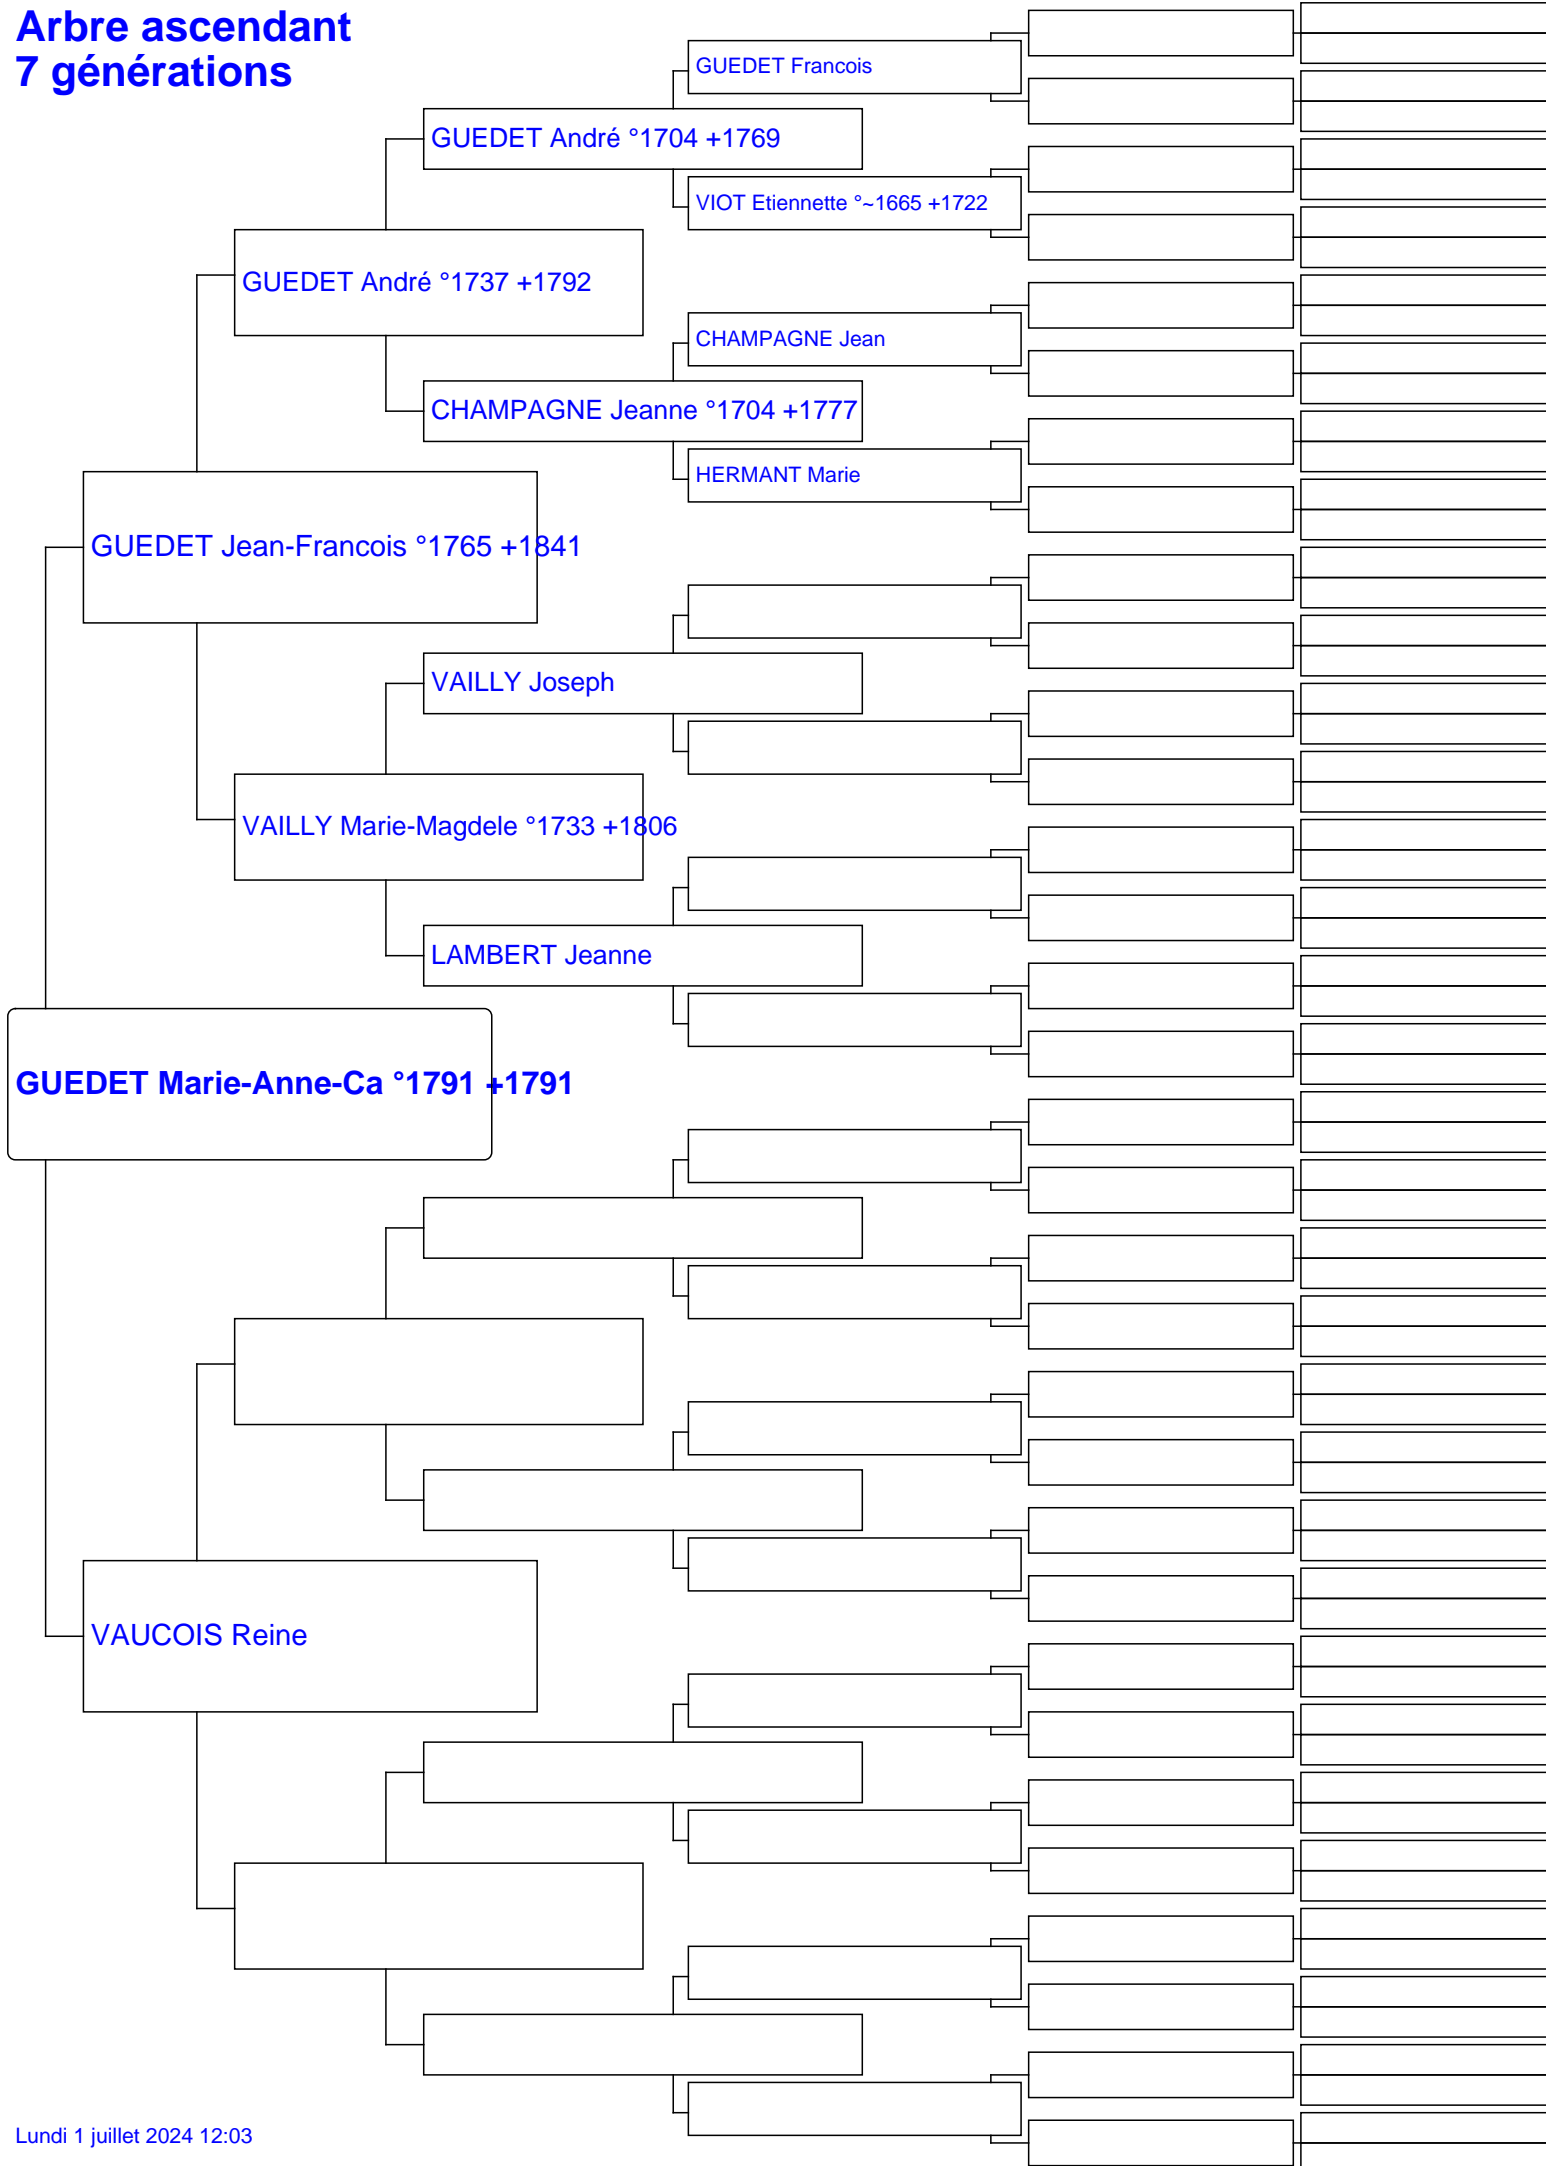 Arbre ascendant
7 générations
GUEDET Francois
GUEDET André °1704 +1769
VIOT Etiennette °~1665 +1722
GUEDET André °1737 +1792
CHAMPAGNE Jean
CHAMPAGNE Jeanne °1704 +1777
HERMANT Marie
GUEDET Jean-Francois °1765 +1841
VAILLY Joseph
VAILLY Marie-Magdele °1733 +1806
LAMBERT Jeanne
GUEDET Marie-Anne-Ca °1791 +1791
VAUCOIS Reine
Lundi 1 juillet 2024 12:03